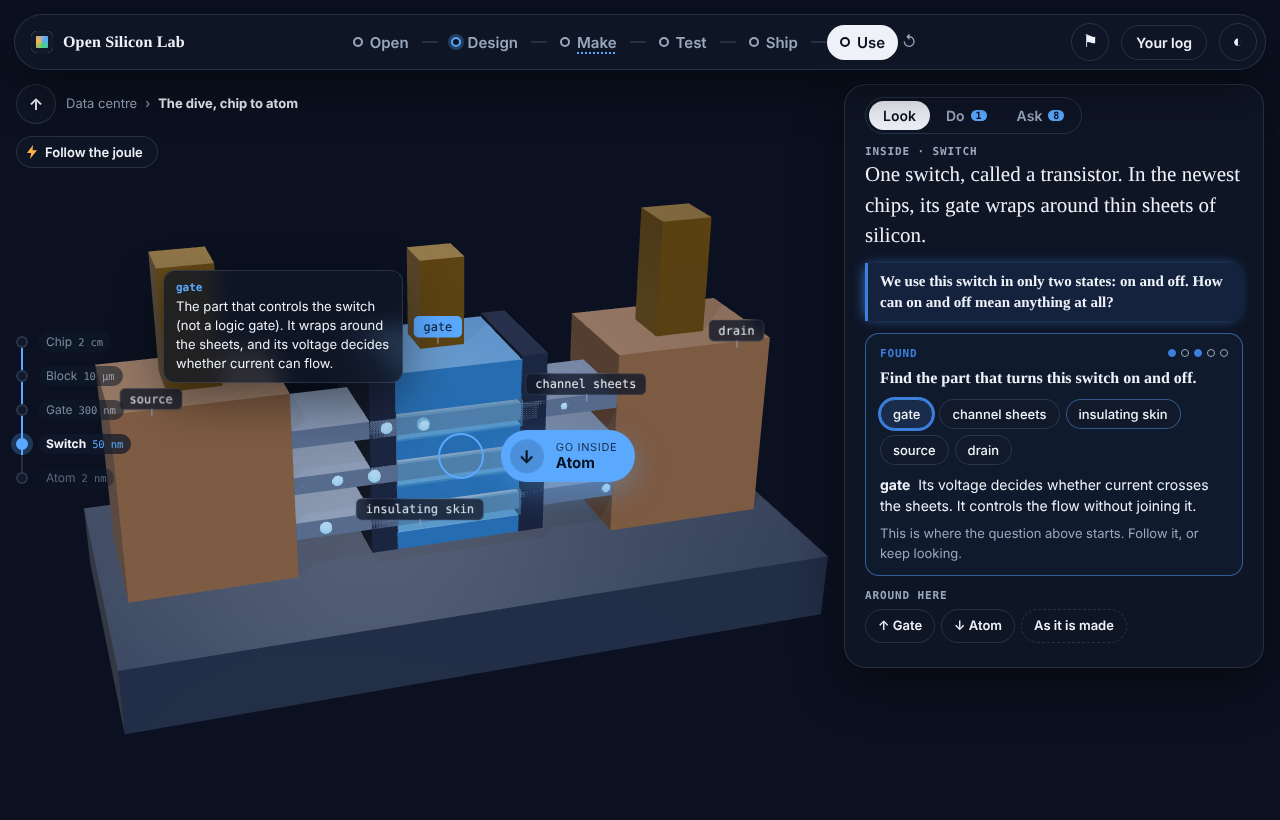 Open Silicon Lab
Open
Design
Make
Test
Ship
Use
Your log
Data centre › The dive, chip to atom
Follow the joule
gate
The part that controls the switch
(not a logic gate). It wraps around
the sheets, and its voltage decides
whether current can flow.
gate
drain
channel sheets
source
insulating skin
GO INSIDE
Atom
Chip 2 cm
Block 10 µm
Gate 300 nm
Switch 50 nm
Atom 2 nm
Look
Do 1
Ask 8
INSIDE · SWITCH
One switch, called a transistor. In the newest
chips, its gate wraps around thin sheets of
silicon.
We use this switch in only two states: on and off. How
can on and off mean anything at all?
FOUND
Find the part that turns this switch on and off.
gate
channel sheets
insulating skin
source
drain
gate Its voltage decides whether current crosses
the sheets. It controls the flow without joining it.
This is where the question above starts. Follow it, or
keep looking.
AROUND HERE
↑ Gate
↓ Atom
As it is made